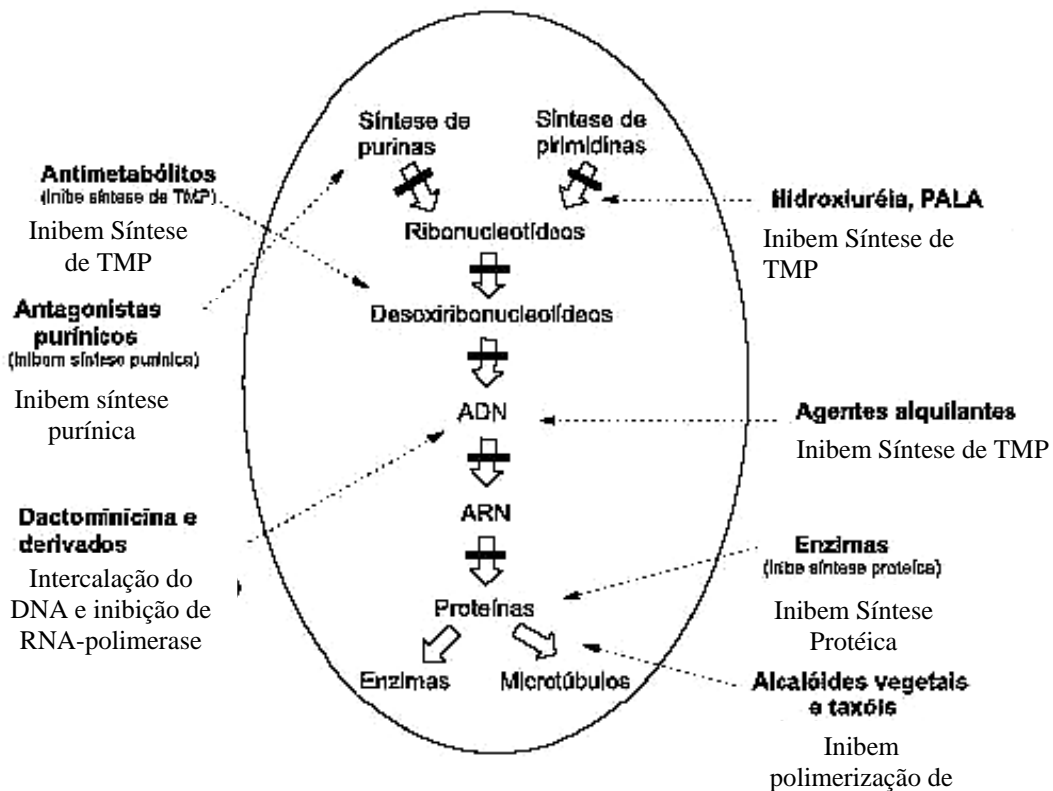 Síntese de
purinas
Síntese de
pirimidinas
Antimetabólitos
(Inibe síntese de TMP)
Inibem Síntese
de TMP
Hidroxiuréia, PALA
Inibem Síntese de
TMP
Ribonucleotídeos
Antagonistas
purínicos
(Inibem síntese purínica)
Inibem síntese
purínica
Desoxiribonucleotídeos
ADN
Agentes alquilantes
Inibem Síntese de TMP
ARN
Dactominicina e
derivados
Intercalação do
DNA e inibição de
RNA-polimerase
Enzimas
(Inibe síntese proteíca)
Inibem Síntese
Protéica
Proteínas
Enzimas
Microtúbulos
Alcalóides vegetais
e taxóis
Inibem
polimerização de